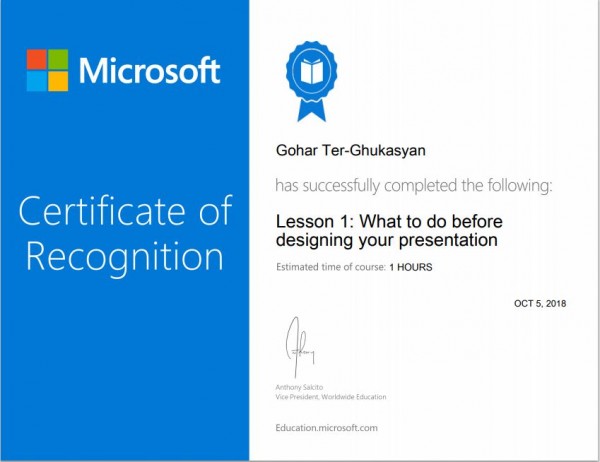 Microsoft
Certificate of
Recognition
Gohar Ter-Ghukasyan
has successfully completed the following:
Lesson 1: What to do before
designing your presentation
Estimated time of course: 1 HOURS
OCT 5, 2018
Anthony Salcito
Vice President, Worldwide Education
Education.microsoft.com